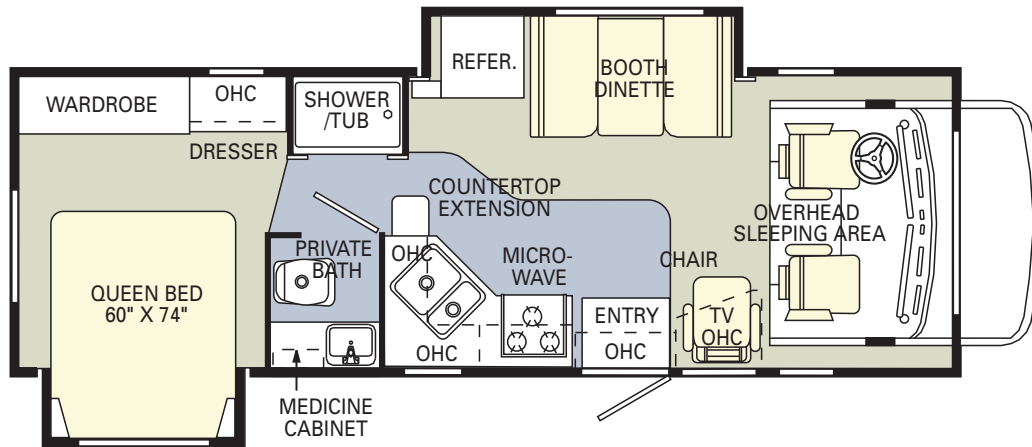 REFER.
BOOTH
DINETTE
WARDROBE
OHC
SHOWER
/TUB
DRESSER
COUNTERTOP
EXTENSION
OVERHEAD
SLEEPING AREA
PRIVATE
BATH
OHC
MICRO-
WAVE
CHAIR
QUEEN BED
60" X 74"
ENTRY
OHC
TV
OHC
OHC
MEDICINE
CABINET